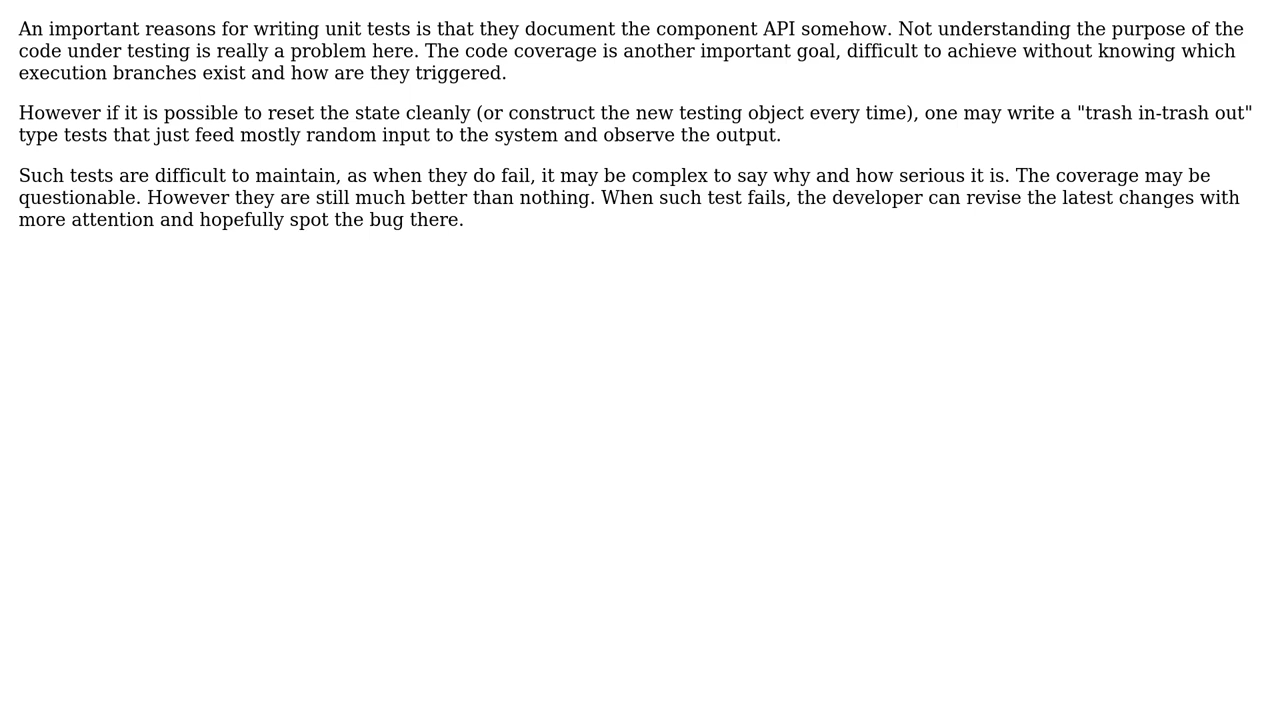 An important reasons for writing unit tests is that they document the component API somehow. Not understanding the purpose of the
code under testing is really a problem here. The code coverage is another important goal, difficult to achieve without knowing which
execution branches exist and how are they triggered.
However if it is possible to reset the state cleanly (or construct the new testing object every time), one may write a "trash in-trash out"
type tests that just feed mostly random input to the system and observe the output.
Such tests are difficult to maintain, as when they do fail, it may be complex to say why and how serious it is. The coverage may be
questionable. However they are still much better than nothing. When such test fails, the developer can revise the latest changes with
more attention and hopefully spot the bug there.